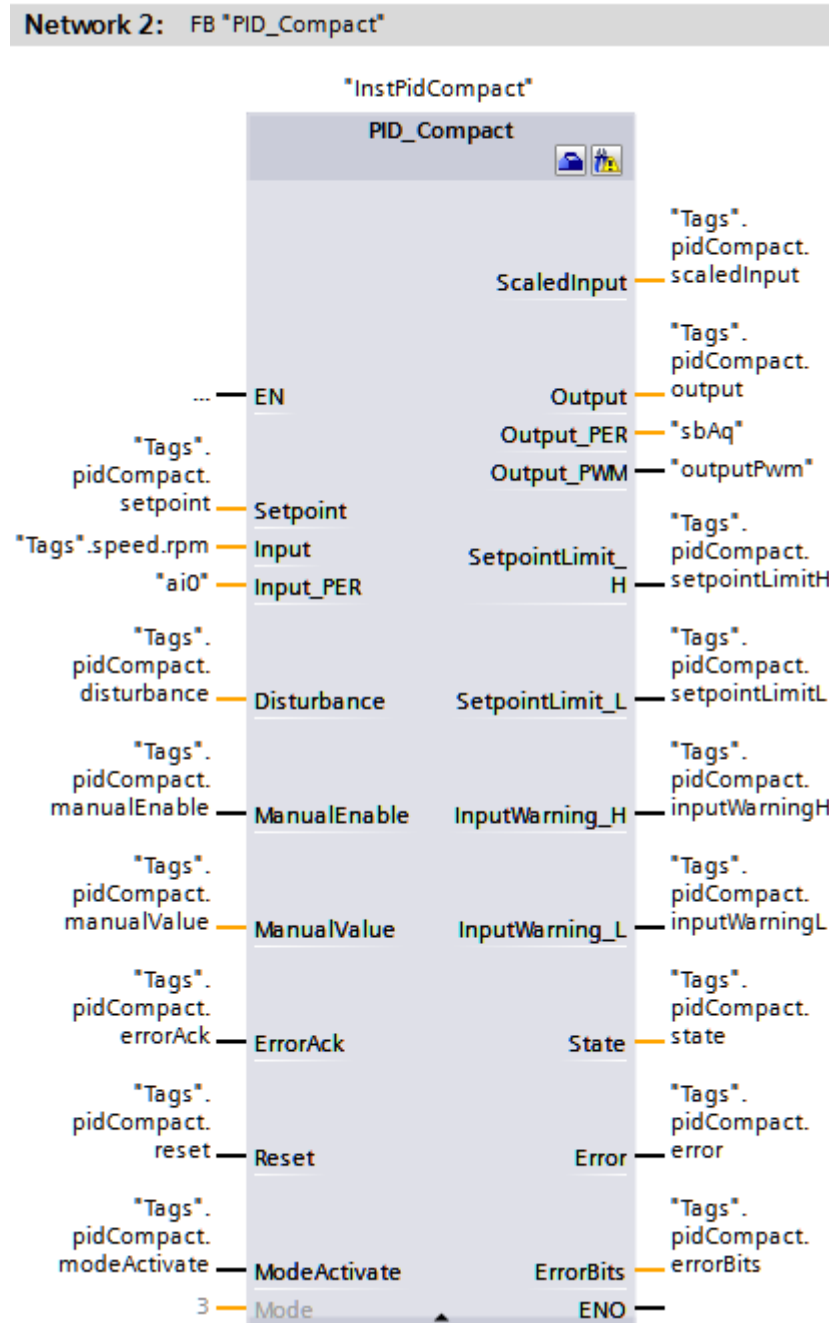 Network 2: FB "PID_Compact"
"InstPidCompact"
PID_Compact
"Tags".
pidCompact.
ScaledInput scaledInput
"Tags".
pidCompact.
... EN Output output
Output_PER "sbAq"
"Tags".
pidCompact.
Output_PWM "outputPwm"
setpoint Setpoint
"Tags".
pidCompact.
"Tags".speed.rpm Input SetpointLimit_
"ai0" Input_PER H setpointLimitH
"Tags". "Tags".
pidCompact. pidCompact.
disturbance Disturbance SetpointLimit_L setpointLimitL
"Tags". "Tags".
pidCompact. pidCompact.
manualEnable ManualEnable InputWarning_H inputWarningH
"Tags". "Tags".
pidCompact. pidCompact.
manualValue ManualValue InputWarning_L inputWarningL
"Tags". "Tags".
pidCompact. pidCompact.
errorAck ErrorAck State state
"Tags". "Tags".
pidCompact. pidCompact.
reset Reset Error error
"Tags". "Tags".
pidCompact. pidCompact.
modeActivate ModeActivate ErrorBits errorBits
3 Mode ENO